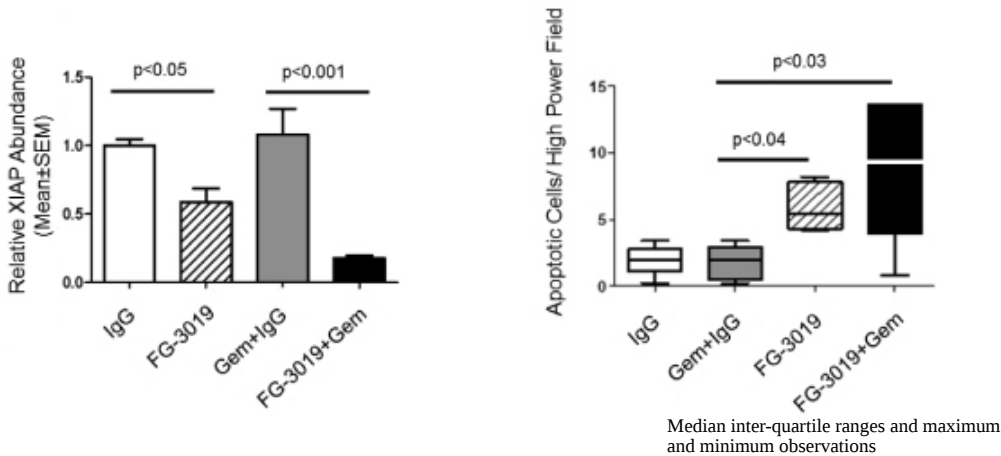 Relative XIAP Abundance
(Mean±SEM)
1.5
1.0
0.5
0.0
p<0.05
p<0.001
IgG
FG-3019
Gem+IgG
FG-3019+Gem
Apoptotic Cells/ High Power Field
15
10
5
0
p<0.03
p<0.04
IgG
Gem+IgG
FG-3019
FG-3019+Gem
Median inter-quartile ranges and maximum
and minimum observations